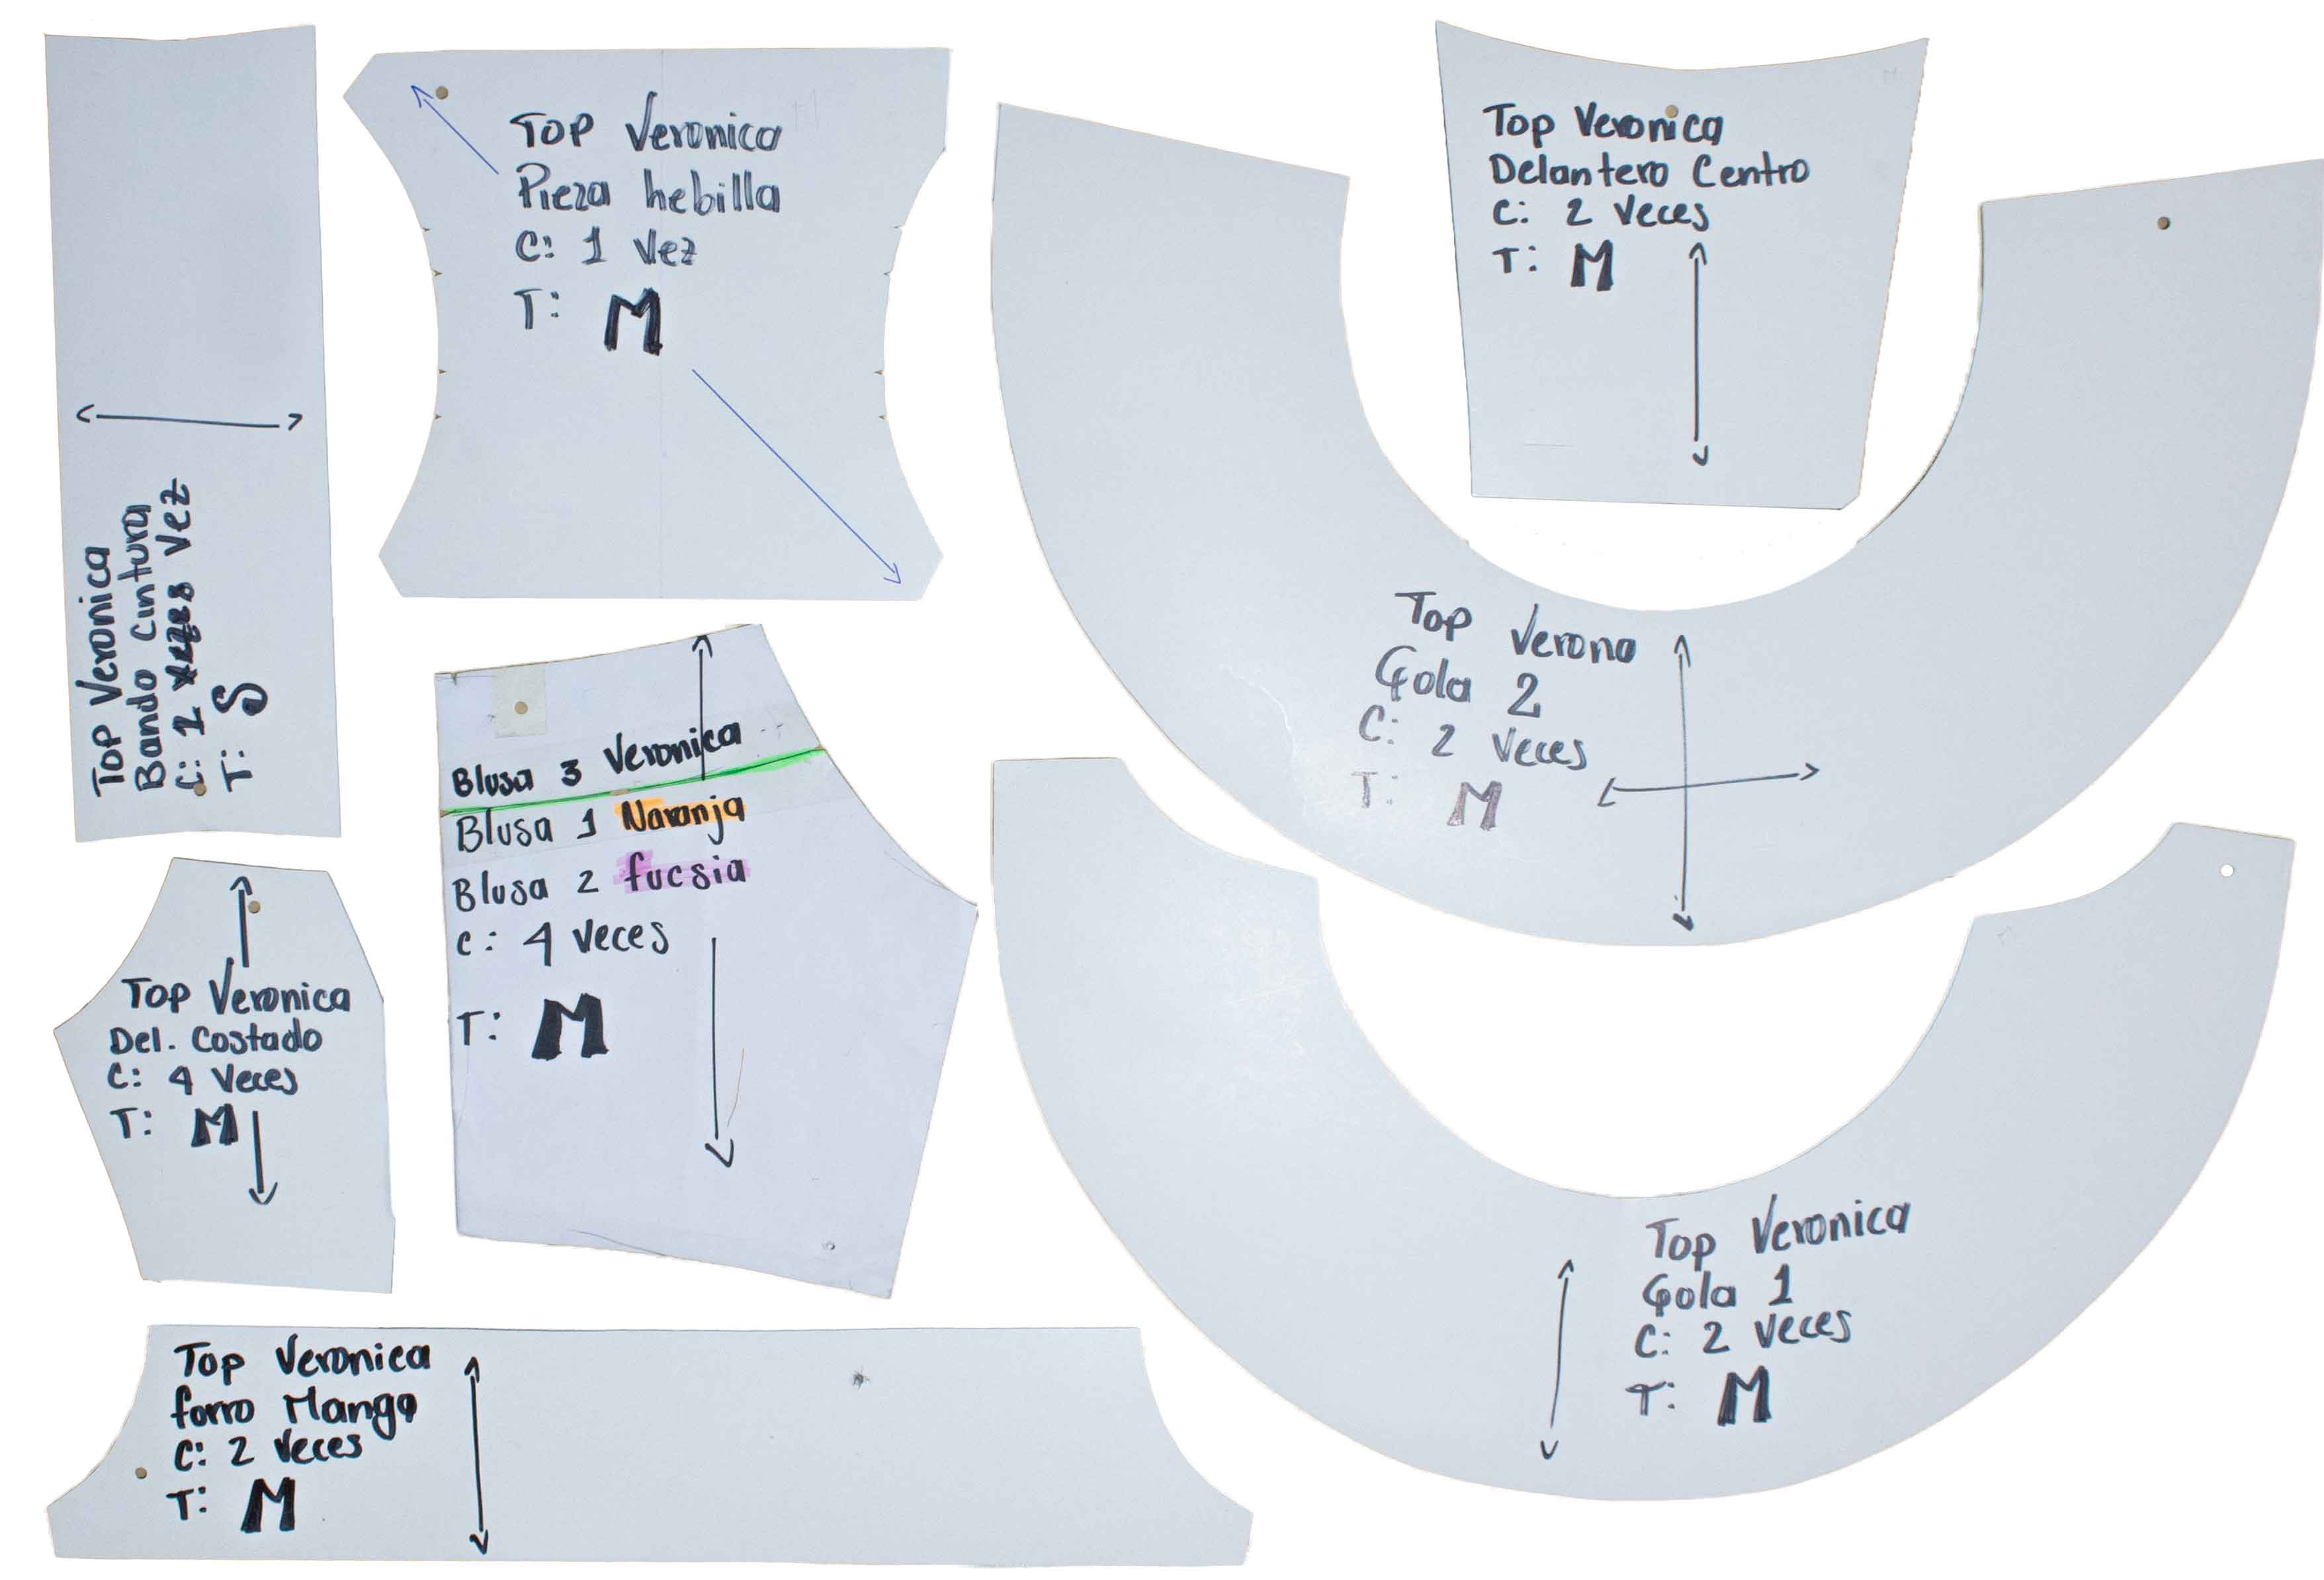 Top Veronica
Bando Cintura
C: 1 Vez
T: S
Top Veronica
Pieza hebilla
C: 1 Vez
T: M
Top Veronica
Delantero Centro
C: 2 Veces
T: M
Top Verona
Gola 2
C: 2 Veces
T: M
Blusa 3 Veronica
Blusa 1 Naranja
Blusa 2 fucsia
C: 4 Veces
T: M
Top Veronica
Del. Costado
C: 4 Veces
T: M
Top Veronica
Gola 1
C: 2 Veces
T: M
Top Veronica
forro Manga
C: 2 Veces
T: M